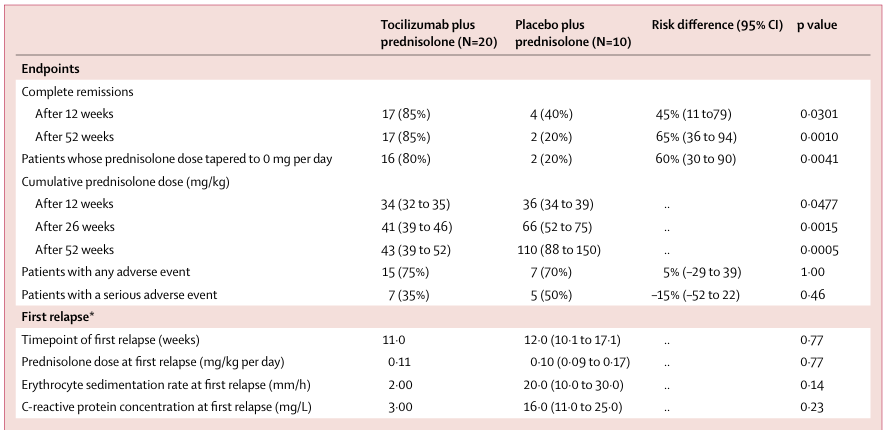 Tocilizumab plus prednisolone (N=20) Placebo plus prednisolone (N=10) Risk difference (95% CI) p value
Endpoints
Complete remissions
After 12 weeks 17 (85%) 4 (40%) 45% (11 to79) 0·0301
After 52 weeks 17 (85%) 2 (20%) 65% (36 to 94) 0·0010
Patients whose prednisolone dose tapered to 0 mg per day 16 (80%) 2 (20%) 60% (30 to 90) 0·0041
Cumulative prednisolone dose (mg/kg)
After 12 weeks 34 (32 to 35) 36 (34 to 39) .. 0·0477
After 26 weeks 41 (39 to 46) 66 (52 to 75) .. 0·0015
After 52 weeks 43 (39 to 52) 110 (88 to 150) .. 0·0005
Patients with any adverse event 15 (75%) 7 (70%) 5% (–29 to 39) 1·00
Patients with a serious adverse event 7 (35%) 5 (50%) –15% (–52 to 22) 0·46
First relapse*
Timepoint of first relapse (weeks) 11·0 12·0 (10·1 to 17·1) .. 0·77
Prednisolone dose at first relapse (mg/kg per day) 0·11 0·10 (0·09 to 0·17) .. 0·77
Erythrocyte sedimentation rate at first relapse (mm/h) 2·00 20·0 (10·0 to 30·0) .. 0·14
C-reactive protein concentration at first relapse (mg/L) 3·00 16·0 (11·0 to 25·0) .. 0·23